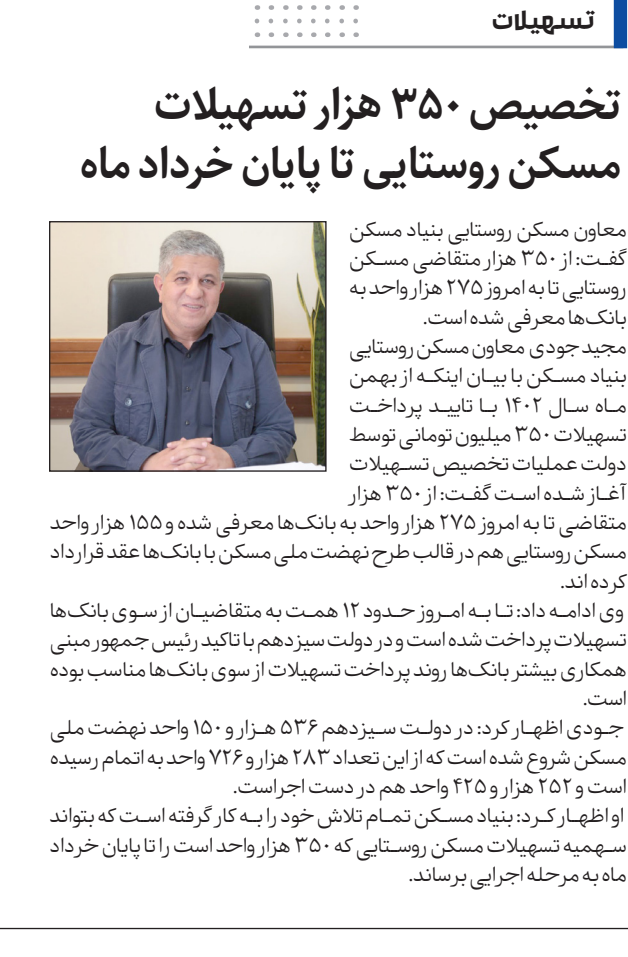 تسهیلات
تخصیص ۳۵۰ هزار تسهیلات
مسکن روستایی تا پایان خرداد ماه
معاون مسکن روستایی بنیاد مسکن
گفت: از ۳۵۰ هزار متقاضی مسکن
روستایی تا به امروز ۲۷۵ هزار واحد به
بانک‌ها معرفی شده است.
مجید جودی معاون مسکن روستایی
بنیاد مسکن با بیان اینکه از بهمن
ماه سال ۱۴۰۲ با تایید پرداخت
تسهیلات ۳۵۰ میلیون تومانی توسط
دولت عملیات تخصیص تسهیلات
آغاز شده است گفت: از ۳۵۰ هزار
متقاضی تا به امروز ۲۷۵ هزار واحد به بانک‌ها معرفی شده و ۱۵۵ هزار واحد
مسکن روستایی هم در قالب طرح نهضت ملی مسکن با بانک‌ها عقد قرارداد
کرده اند.
وی ادامه داد: تا به امروز حدود ۱۲ همت به متقاضیان از سوی بانک‌ها
تسهیلات پرداخت شده است و در دولت سیزدهم با تاکید رئیس جمهور مبنی
همکاری بیشتر بانک‌ها روند پرداخت تسهیلات از سوی بانک‌ها مناسب بوده
است.
جودی اظهار کرد: در دولت سیزدهم ۵۳۶ هزار و ۱۵۰ واحد نهضت ملی
مسکن شروع شده است که از این تعداد ۲۸۳ هزار و ۷۲۶ واحد به اتمام رسیده
است و ۲۵۲ هزار و ۴۲۵ واحد هم در دست اجراست.
او اظهار کرد: بنیاد مسکن تمام تلاش خود را به کار گرفته است که بتواند
سهمیه تسهیلات مسکن روستایی که ۳۵۰ هزار واحد است را تا پایان خرداد
ماه به مرحله اجرایی برساند.